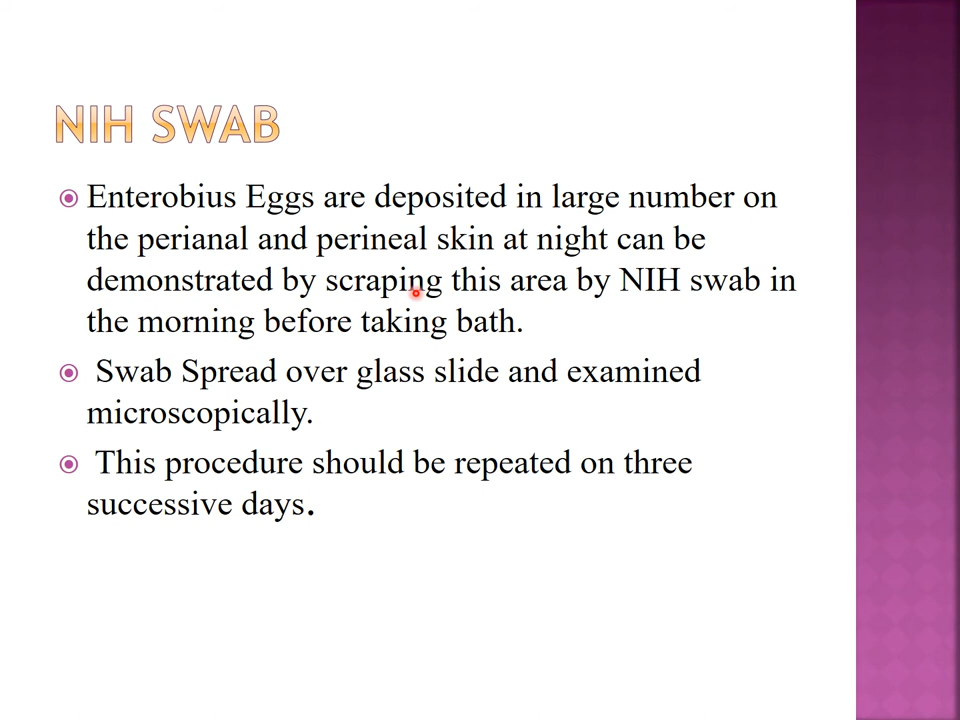 NIH SWAB
Enterobius Eggs are deposited in large number on
the perianal and perineal skin at night can be
demonstrated by scraping this area by NIH swab in
the morning before taking bath.
Swab Spread over glass slide and examined
microscopically.
This procedure should be repeated on three
successive days.